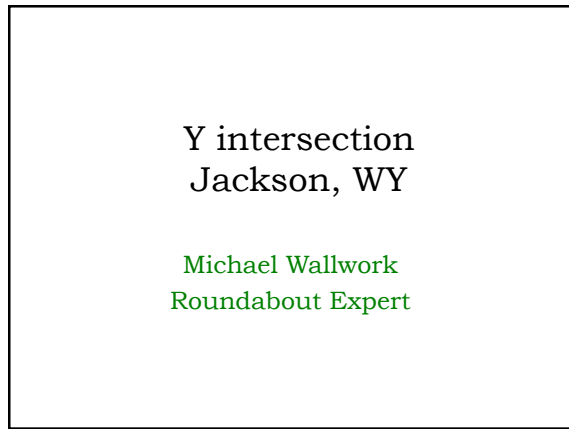 Y intersection
Jackson, WY
Michael Wallwork
Roundabout Expert